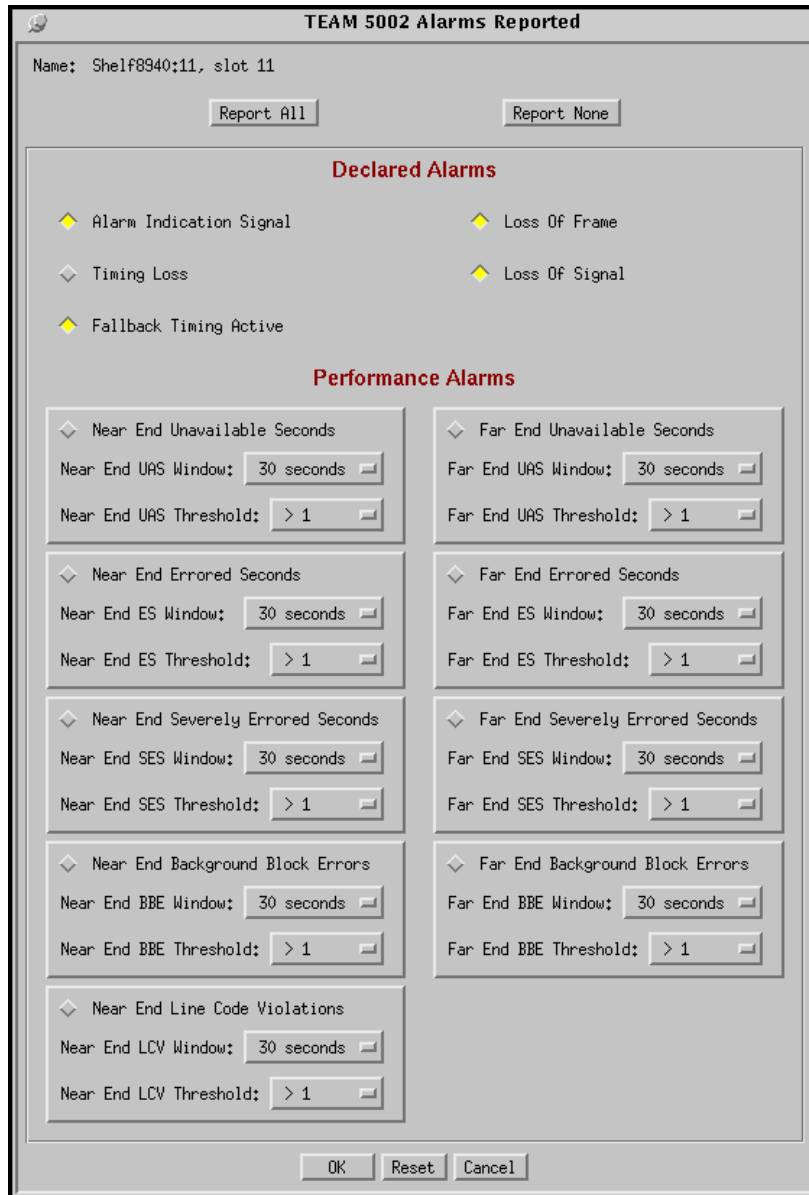 TEAM 5002 Alarms Reported
Name: Shelf8940:11, slot 11
Report All
Report None
Declared Alarms
Alarm Indication Signal
Loss Of Frame
Timing Loss
Loss Of Signal
Fallback Timing Active
Performance Alarms
Near End Unavailable Seconds
Near End UAS Window: 30 seconds
Near End UAS Threshold: > 1
Far End Unavailable Seconds
Far End UAS Window: 30 seconds
Far End UAS Threshold: > 1
Near End Errored Seconds
Near End ES Window: 30 seconds
Near End ES Threshold: > 1
Far End Errored Seconds
Far End ES Window: 30 seconds
Far End ES Threshold: > 1
Near End Severely Errored Seconds
Near End SES Window: 30 seconds
Near End SES Threshold: > 1
Far End Severely Errored Seconds
Far End SES Window: 30 seconds
Far End SES Threshold: > 1
Near End Background Block Errors
Near End BBE Window: 30 seconds
Near End BBE Threshold: > 1
Far End Background Block Errors
Far End BBE Window: 30 seconds
Far End BBE Threshold: > 1
Near End Line Code Violations
Near End LCV Window: 30 seconds
Near End LCV Threshold: > 1
OK
Reset
Cancel